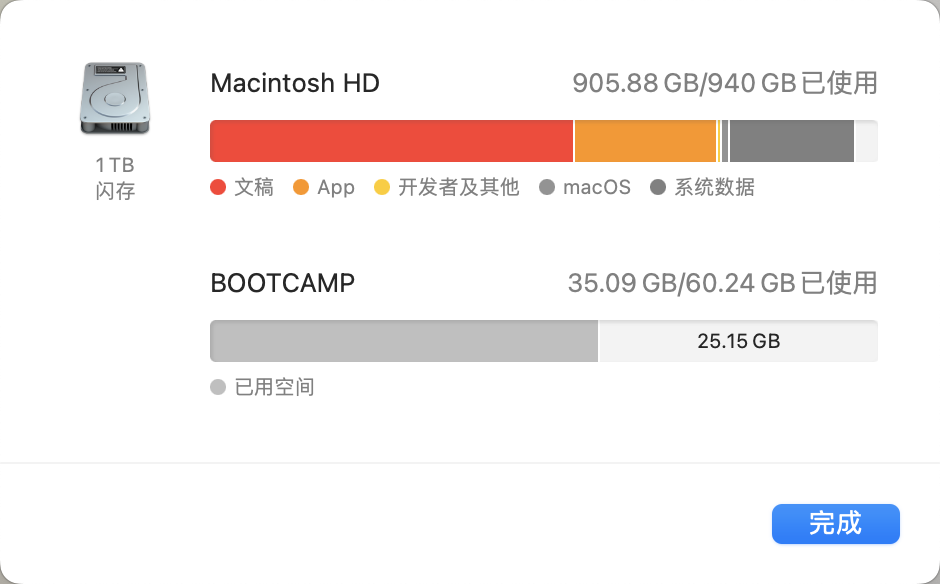 Macintosh HD 905.88 GB/940 GB 已使用
1 TB
闪存
文稿 App 开发者及其他 macOS 系统数据
BOOTCAMP 35.09 GB/60.24 GB 已使用
25.15 GB
已用空间
完成